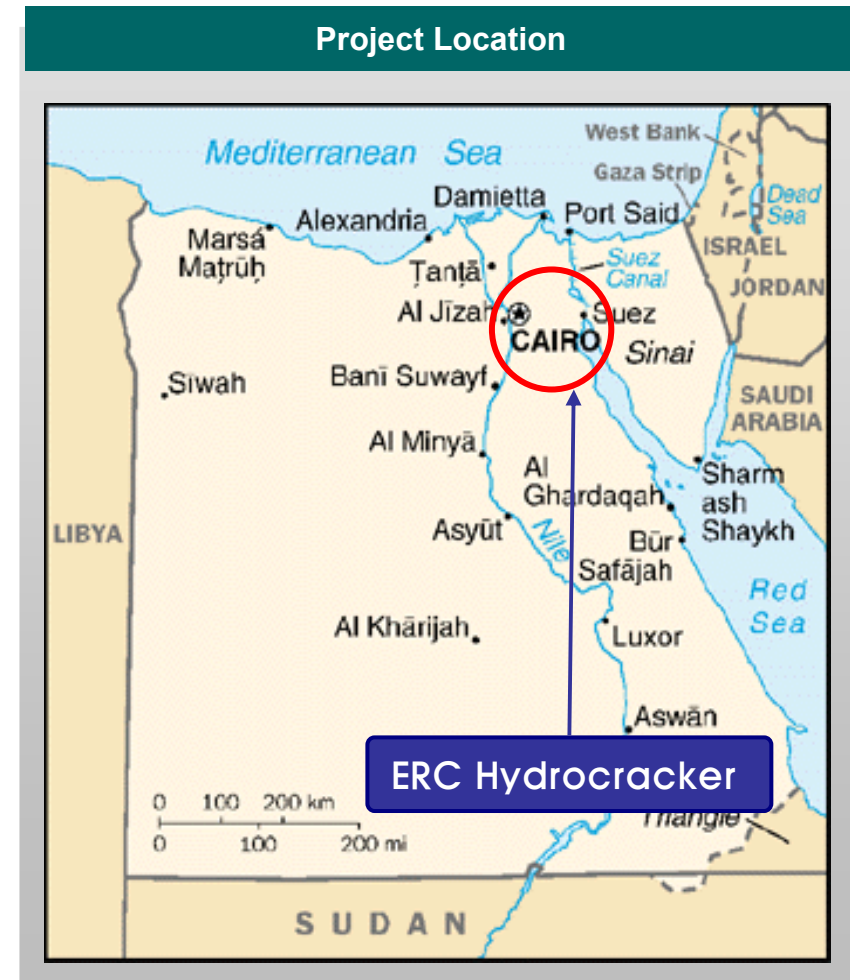 Project Location
West Bank
Mediterranean Sea
Gaza Strip
Damietta
Dead
Sea
Alexandria
Port Said
Marsá
Maţrūḩ
ISRAEL
Suez
Canal
Ţanţā
JORDAN
Al Jīzah
Suez
CAIRO
Sinai
Sīwah
Banī Suwayf
SAUDI
ARABIA
Al Minyā
Al
Ghardaqah
Sharm
ash
Shaykh
LIBYA
Asyūţ
Nile
Būr
Safājah
Red
Sea
Al Khārijah
Luxor
Aswān
ERC Hydrocracker
0 100 200 km
0 100 200 mi
Triangle
SUDAN